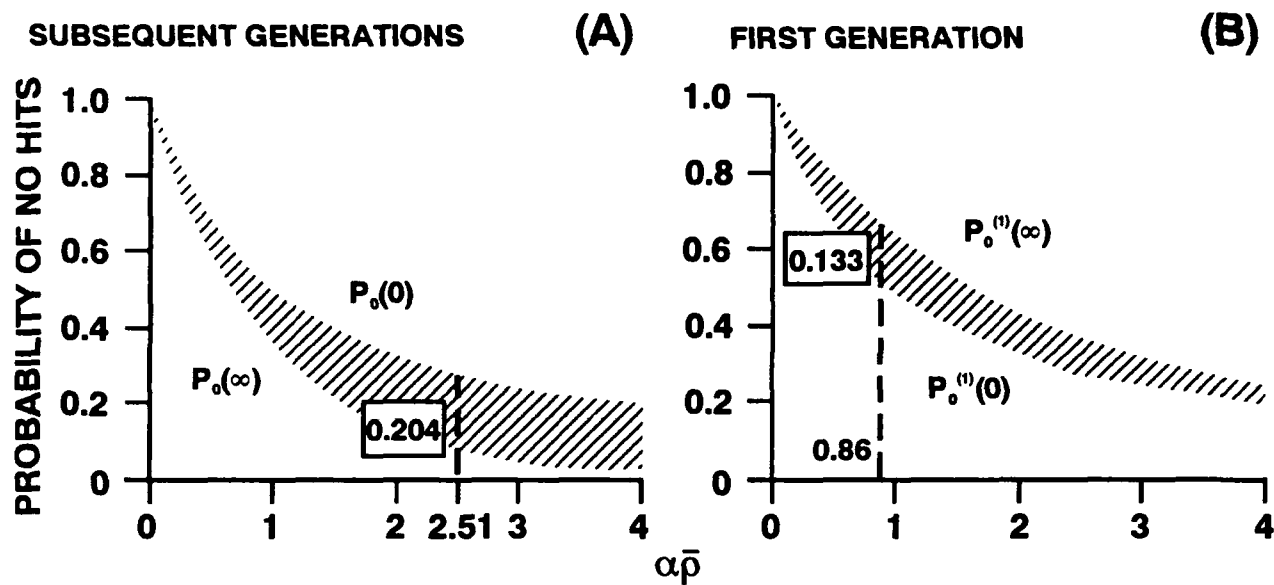 SUBSEQUENT GENERATIONS (A)
PROBABILITY OF NO HITS
1.0
0.8
0.6
0.4
0.2
0
P₀(0)
P₀(∞)
0.204
0 1 2 2.51 3 4
FIRST GENERATION (B)
1.0
0.8
0.6
0.4
0.2
0
P₀⁽¹⁾(∞)
0.133
P₀⁽¹⁾(0)
0.86
0 1 2 3 4
αρ̄